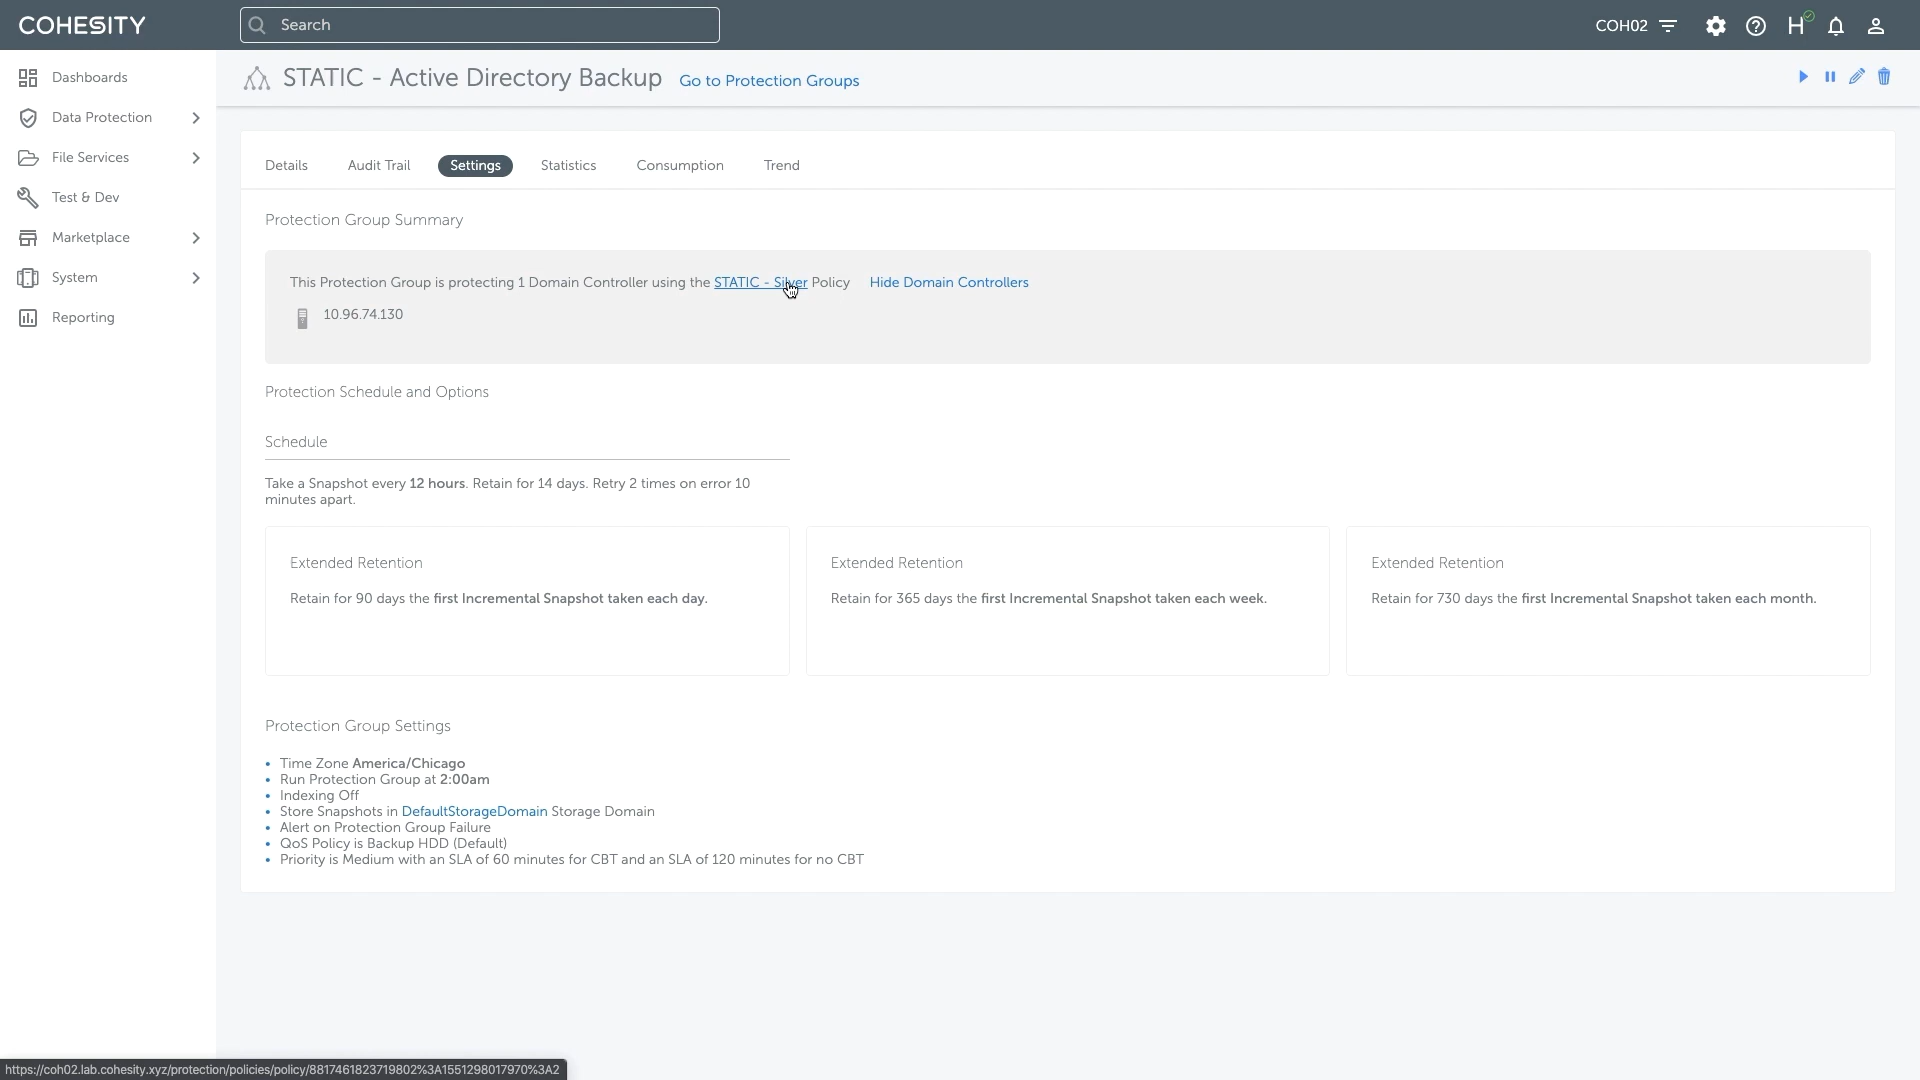 COHESITY
Search
COH02
Dashboards
Data Protection
File Services
Test & Dev
Marketplace
System
Reporting
STATIC - Active Directory Backup Go to Protection Groups
Details Audit Trail Settings Statistics Consumption Trend
Protection Group Summary
This Protection Group is protecting 1 Domain Controller using the STATIC - Silver Policy Hide Domain Controllers
10.96.74.130
Protection Schedule and Options
Schedule
Take a Snapshot every 12 hours. Retain for 14 days. Retry 2 times on error 10
minutes apart.
Extended Retention
Retain for 90 days the first Incremental Snapshot taken each day.
Extended Retention
Retain for 365 days the first Incremental Snapshot taken each week.
Extended Retention
Retain for 730 days the first Incremental Snapshot taken each month.
Protection Group Settings
• Time Zone America/Chicago
• Run Protection Group at 2:00am
• Indexing Off
• Store Snapshots in DefaultStorageDomain Storage Domain
• Alert on Protection Group Failure
• QoS Policy is Backup HDD (Default)
• Priority is Medium with an SLA of 60 minutes for CBT and an SLA of 120 minutes for no CBT
https://coh02.lab.cohesity.xyz/protection/policies/policy/8817461823719802%3A1551298017970%3A2